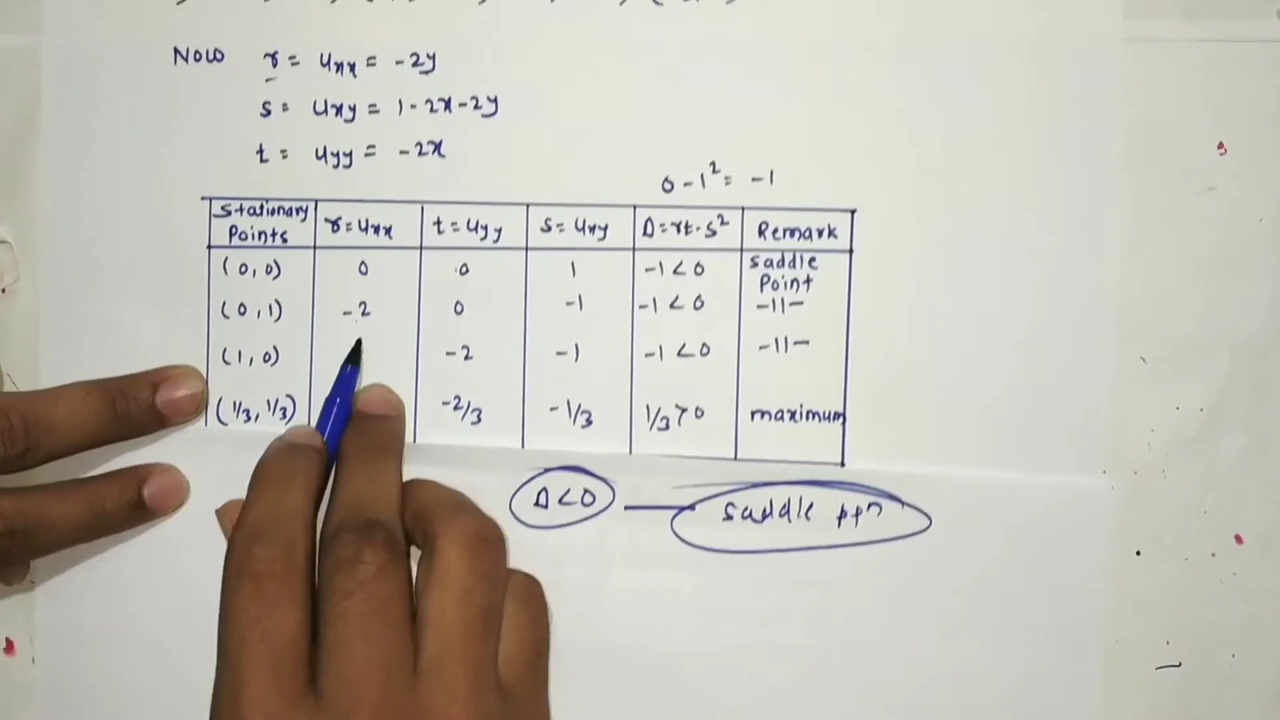 Now r = uxx = -2y
s = uxy = 1 - 2x - 2y
t = uyy = -2x
0 - 1² = -1
Stationary Points r = uxx t = uyy s = uxy Δ = rt - s² Remark
(0, 0) 0 0 1 -1 < 0 saddle Point
(0, 1) -2 0 -1 -1 < 0 -11-
(1, 0) -2 -1 -1 < 0 -11-
(1/3, 1/3) -2/3 -1/3 1/3 > 0 maximum
Δ < 0 saddle